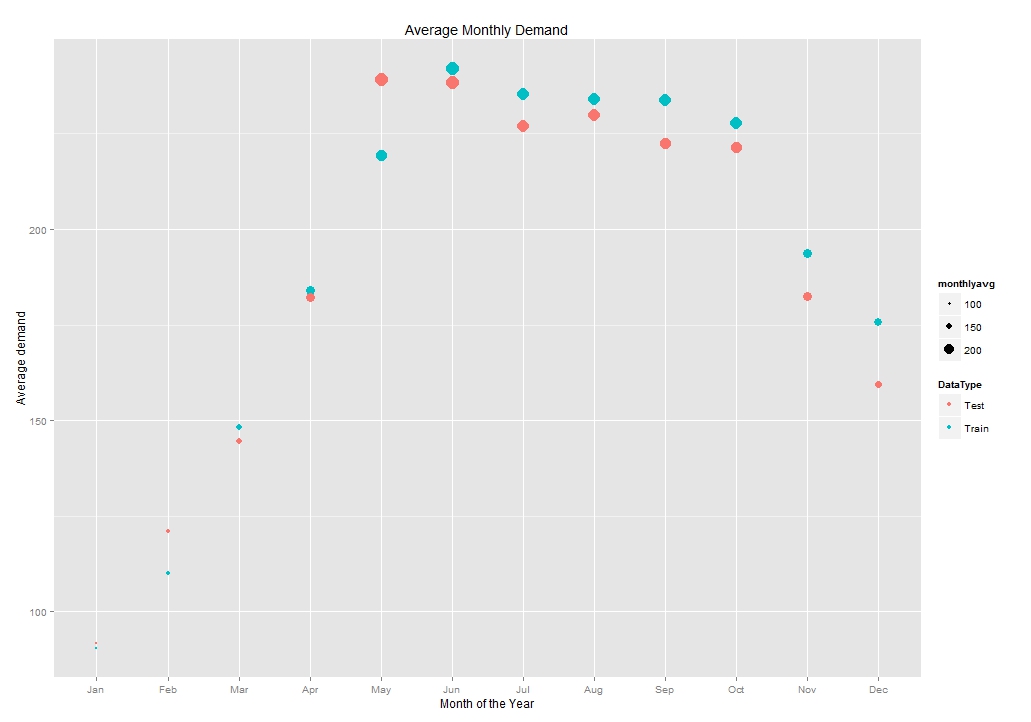 Average Monthly Demand
Average demand
200
150
100
Jan Feb Mar Apr May Jun Jul Aug Sep Oct Nov Dec
Month of the Year
monthlyavg
100
150
200
DataType
Test
Train